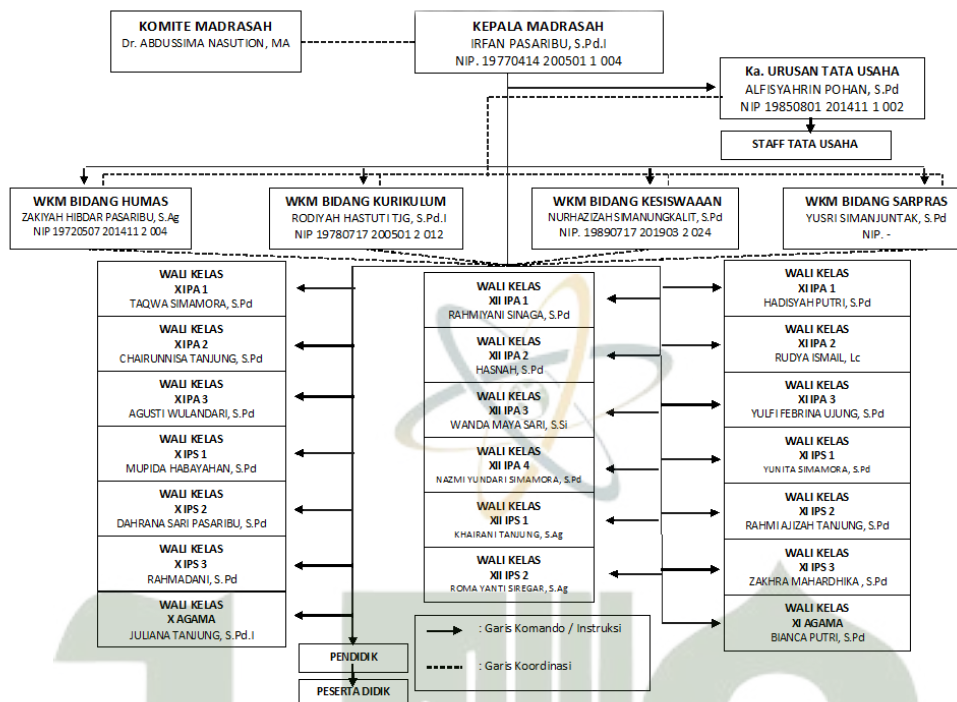 KOMITE MADRASAH
Dr. ABDUSSIMA NASUTION, MA
KEPALA MADRASAH
IRFAN PASARIBU, S.Pd.I
NIP. 19770414 200501 1 004
Ka. URUSAN TATA USAHA
ALFISYAHRIN POHAN, S.Pd
NIP 19850801 201411 1 002
STAFF TATA USAHA
WKM BIDANG HUMAS
ZAKIYAH HIBDAR PASARIBU, S.Ag
NIP 19720507 201411 2 004
WKM BIDANG KURIKULUM
RODIYAH HASTUTI TJG, S.Pd.I
NIP 19780717 200501 2 012
WKM BIDANG KESISWAAAN
NURHAZIZAH SIMANUNGKALIT, S.Pd
NIP. 19890717 201903 2 024
WKM BIDANG SARPRAS
YUSRI SIMANJUNTAK, S.Pd
NIP. -
WALI KELAS
X IPA 1
TAQWA SIMAMORA, S.Pd
WALI KELAS
X IPA 2
CHAIRUNNISA TANJUNG, S.Pd
WALI KELAS
X IPA 3
AGUSTI WULANDARI, S.Pd
WALI KELAS
X IPS 1
MUPIDA HABAYAHAN, S.Pd
WALI KELAS
X IPS 2
DAHRANA SARI PASARIBU, S.Pd
WALI KELAS
X IPS 3
RAHMADANI, S.Pd
WALI KELAS
X AGAMA
JULIANA TANJUNG, S.Pd.I
WALI KELAS
XII IPA 1
RAHMIYANI SINAGA, S.Pd
WALI KELAS
XII IPA 2
HASNAH, S.Pd
WALI KELAS
XII IPA 3
WANDA MAYA SARI, S.Si
WALI KELAS
XII IPA 4
NAZMI YUNDARI SIMAMORA, S.Pd
WALI KELAS
XII IPS 1
KHAIRANI TANJUNG, S.Ag
WALI KELAS
XII IPS 2
ROMA YANTI SIREGAR, S.Ag
WALI KELAS
XI IPA 1
HADISYAH PUTRI, S.Pd
WALI KELAS
XI IPA 2
RUDYA ISMAIL, Lc
WALI KELAS
XI IPA 3
YULFI FEBRINA UJUNG, S.Pd
WALI KELAS
XI IPS 1
YUNITA SIMAMORA, S.Pd
WALI KELAS
XI IPS 2
RAHMI AJIZAH TANJUNG, S.Pd
WALI KELAS
XI IPS 3
ZAKHRA MAHARDHIKA, S.Pd
WALI KELAS
XI AGAMA
BIANCA PUTRI, S.Pd
: Garis Komando / Instruksi
: Garis Koordinasi
PENDIDIK
PESERTA DIDIK